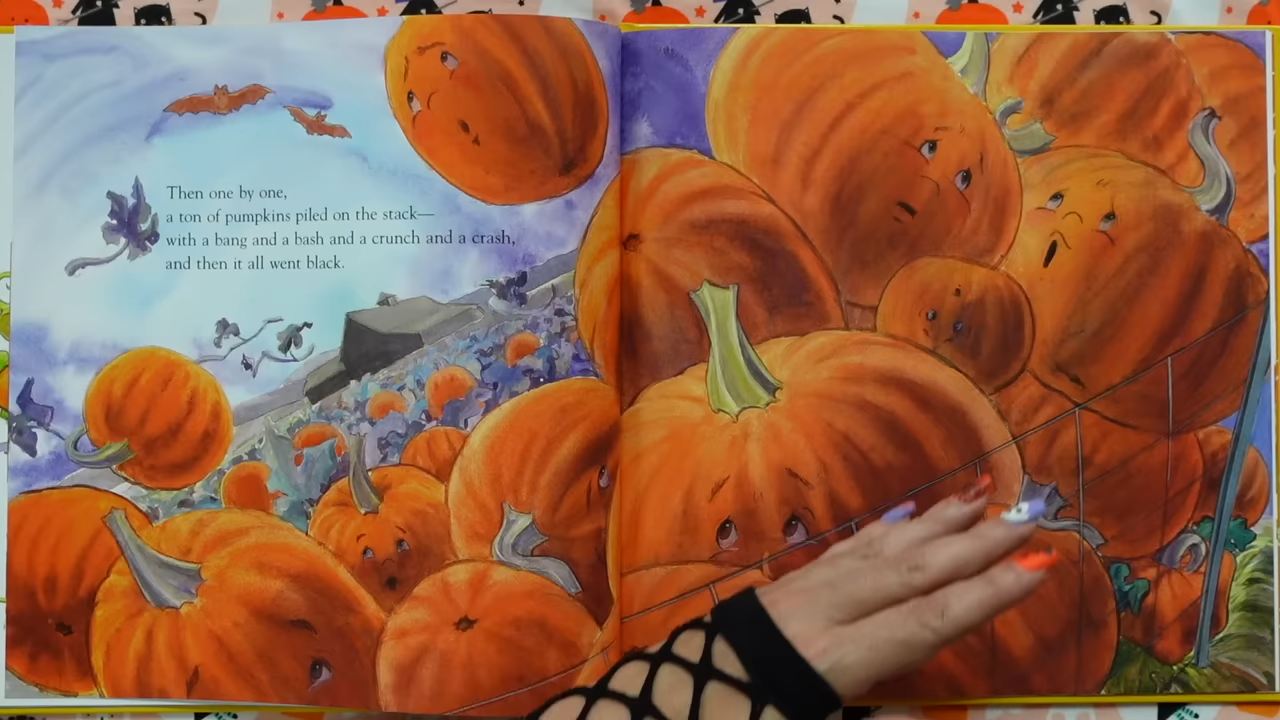 Then one by one,
a ton of pumpkins piled on the stack—
with a bang and a bash and a crunch and a crash,
and then it all went black.